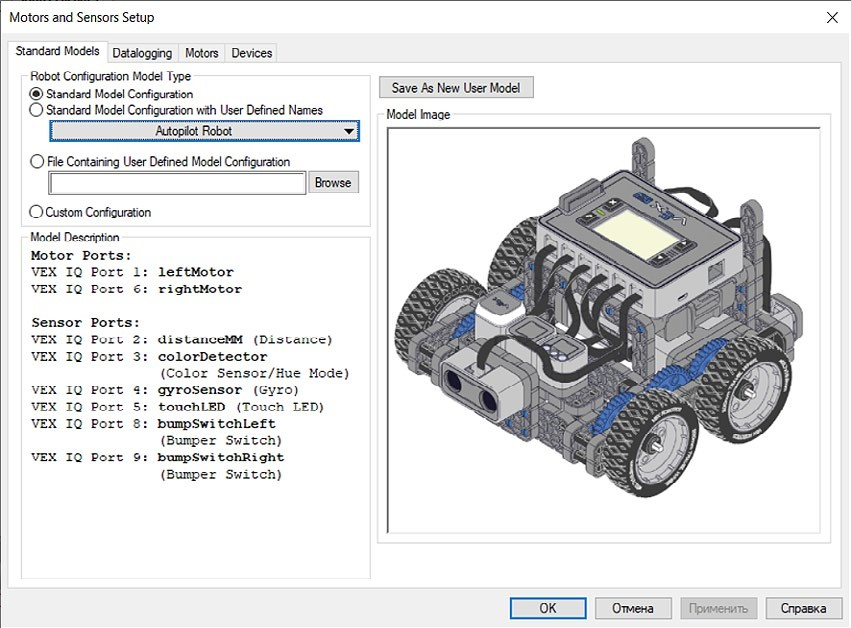 Motors and Sensors Setup
Standard Models
Datalogging
Motors
Devices
Robot Configuration Model Type
Standard Model Configuration
Standard Model Configuration with User Defined Names
Autopilot Robot
File Containing User Defined Model Configuration
Browse
Custom Configuration
Model Description
Motor Ports:
VEX IQ Port 1: leftMotor
VEX IQ Port 6: rightMotor
Sensor Ports:
VEX IQ Port 2: distanceMM (Distance)
VEX IQ Port 3: colorDetector
(Color Sensor/Hue Mode)
VEX IQ Port 4: gyroSensor (Gyro)
VEX IQ Port 5: touchLED (Touch LED)
VEX IQ Port 8: bumpSwitchLeft
(Bumper Switch)
VEX IQ Port 9: bumpSwitchRight
(Bumper Switch)
Save As New User Model
Model Image
OK
Отмена
Применить
Справка